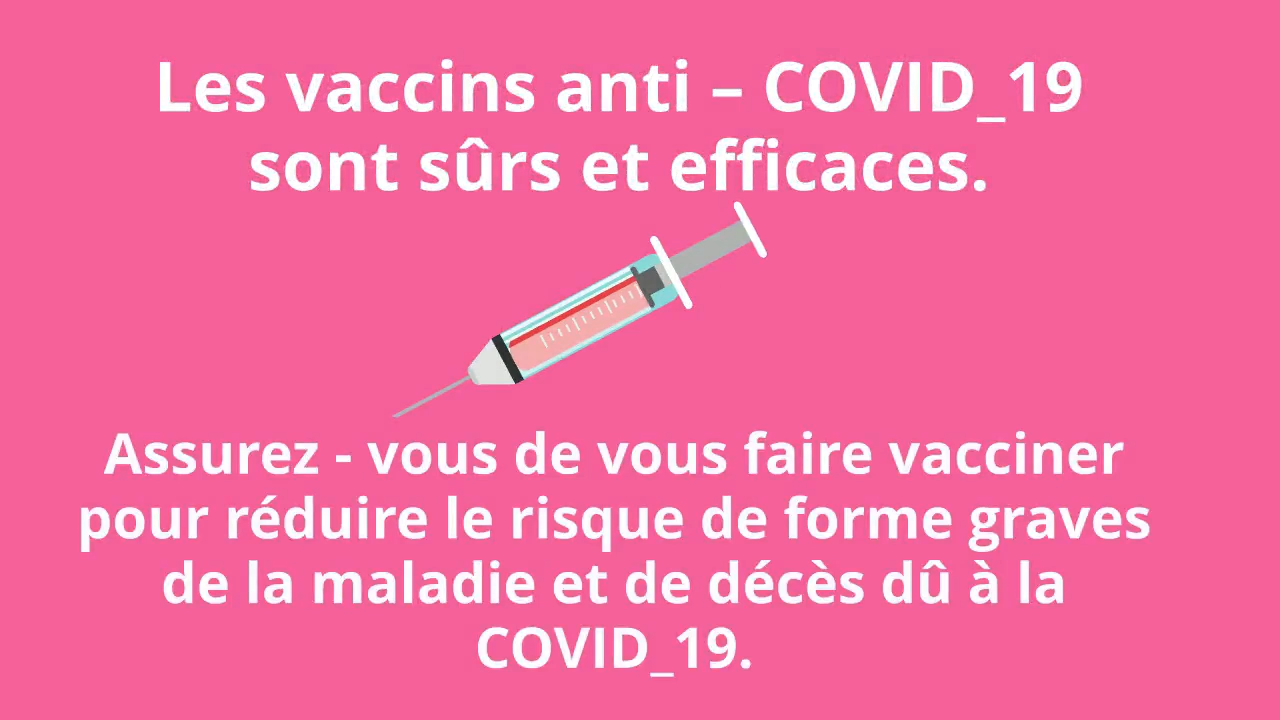 Les vaccins anti – COVID_19
sont sûrs et efficaces.
Assurez - vous de vous faire vacciner
pour réduire le risque de forme graves
de la maladie et de décès dû à la
COVID_19.